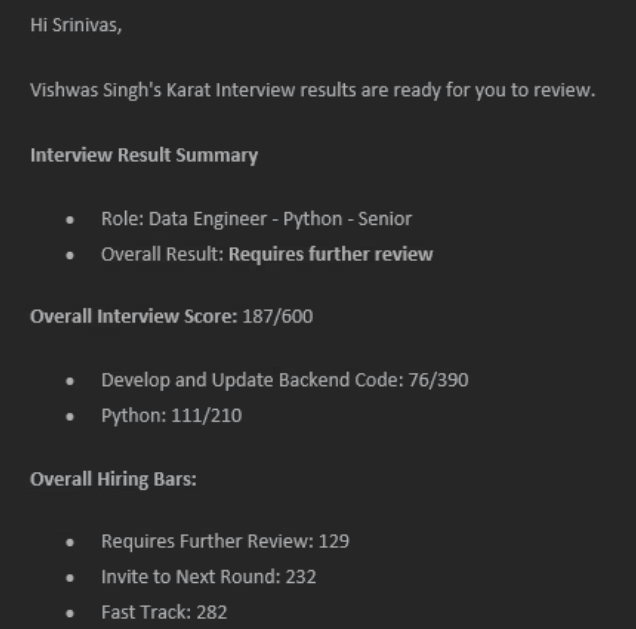 Hi Srinivas,
Vishwas Singh's Karat Interview results are ready for you to review.
Interview Result Summary
• Role: Data Engineer - Python - Senior
• Overall Result: Requires further review
Overall Interview Score: 187/600
• Develop and Update Backend Code: 76/390
• Python: 111/210
Overall Hiring Bars:
• Requires Further Review: 129
• Invite to Next Round: 232
• Fast Track: 282